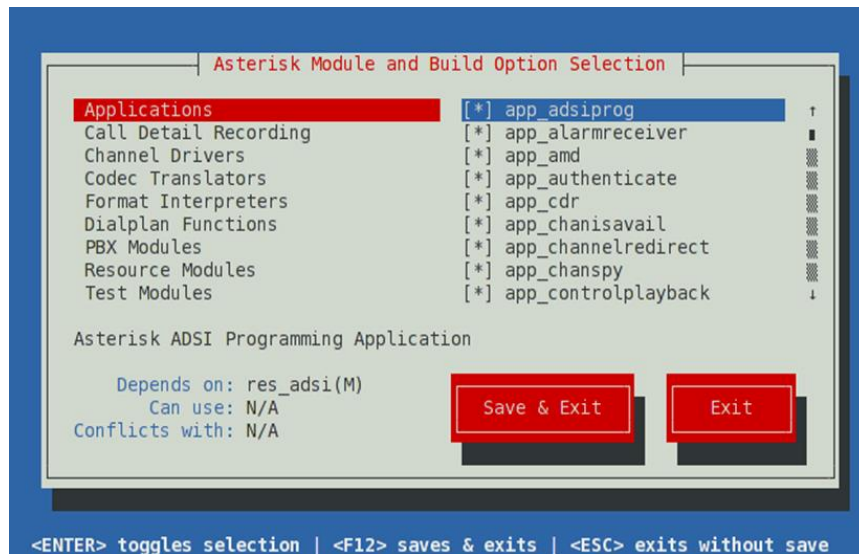 Asterisk Module and Build Option Selection
Applications
Call Detail Recording
Channel Drivers
Codec Translators
Format Interpreters
Dialplan Functions
PBX Modules
Resource Modules
Test Modules
[*] app_adsiprog
[*] app_alarmreceiver
[*] app_amd
[*] app_authenticate
[*] app_cdr
[*] app_chanisavail
[*] app_channelredirect
[*] app_chanspy
[*] app_controlplayback
Asterisk ADSI Programming Application
Depends on: res_adsi(M)
Can use: N/A
Conflicts with: N/A
Save & Exit
Exit
<ENTER> toggles selection | <F12> saves & exits | <ESC> exits without save